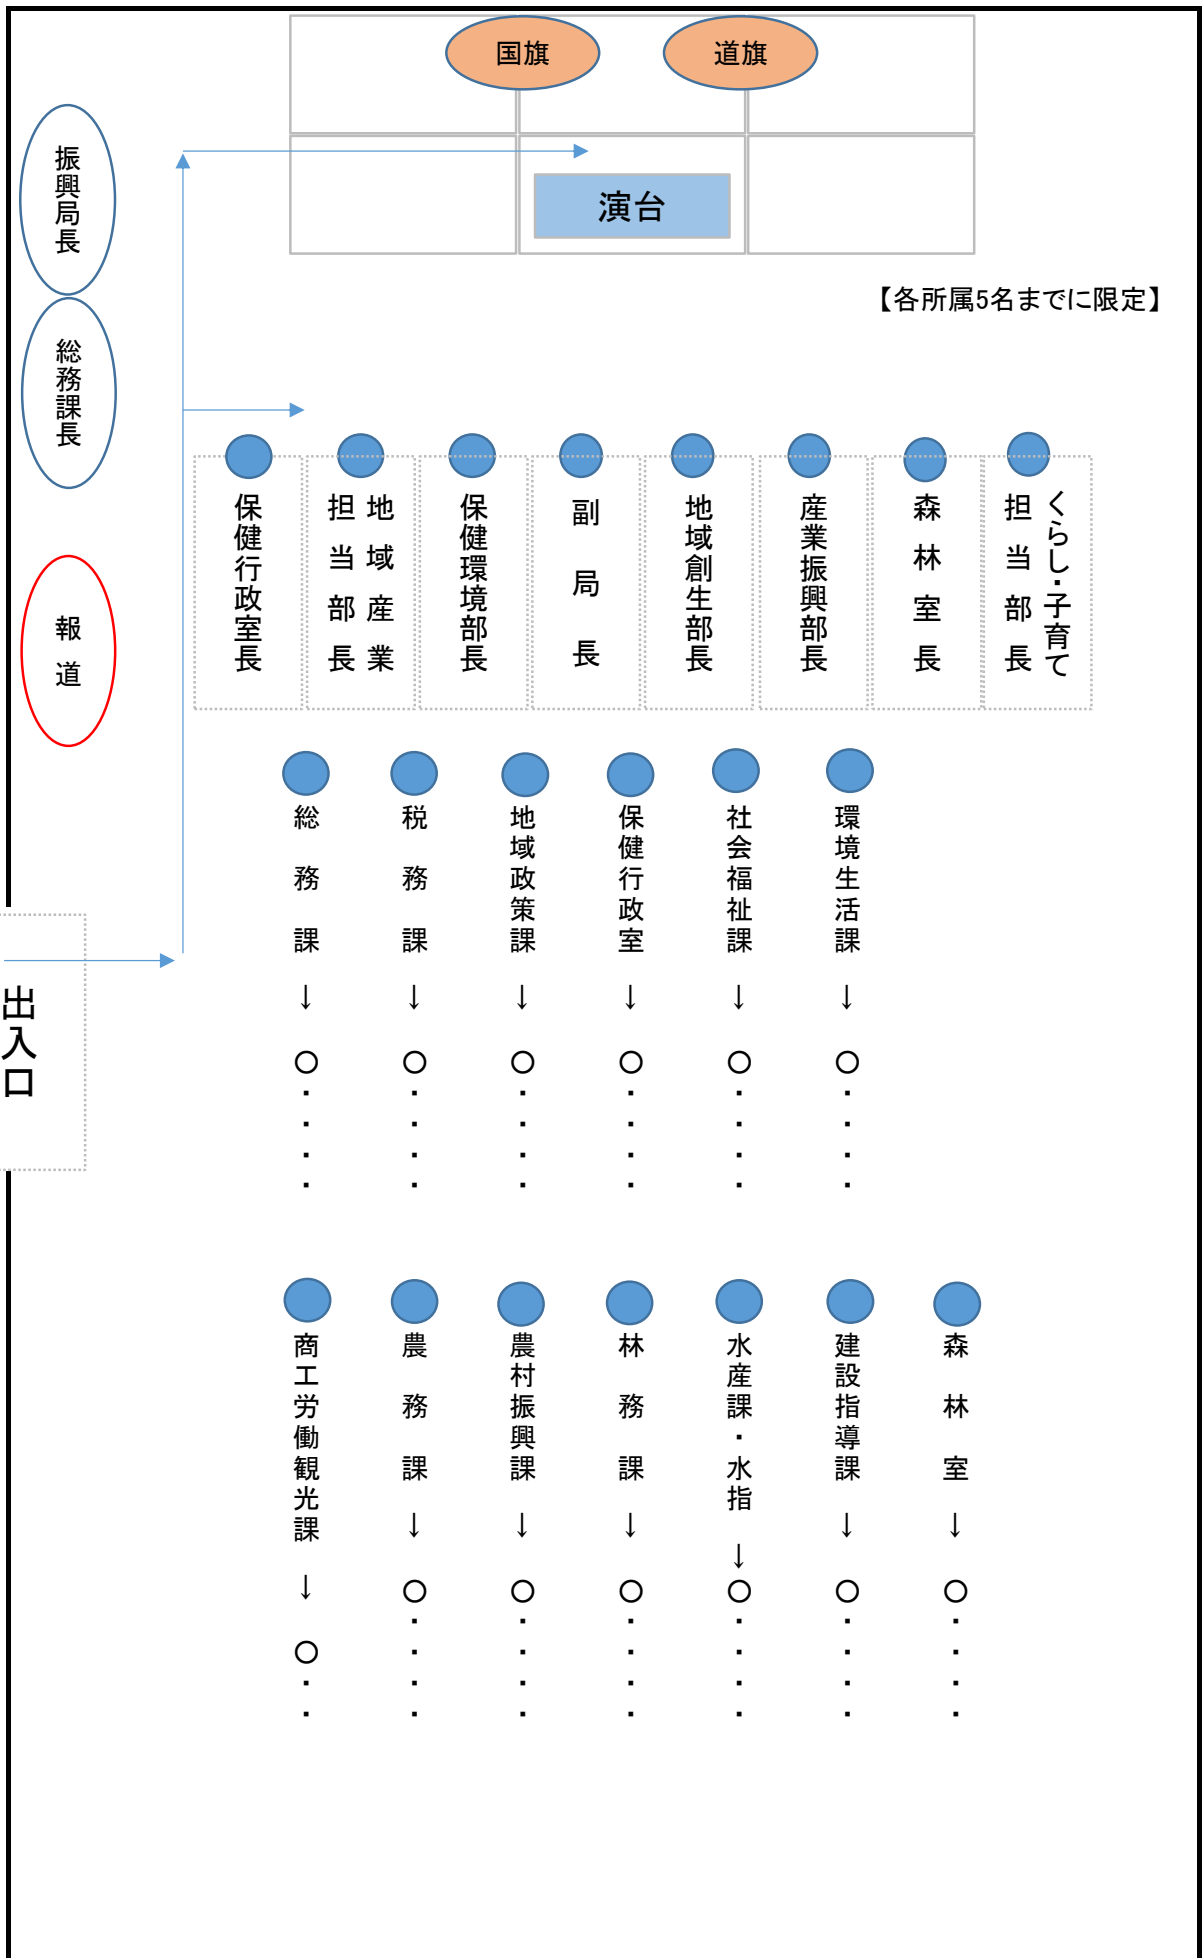 国旗
道旗
演台
【各所属5名までに限定】
振興局長
総務課長
報道
出入口
保健行政室長
地域産業
担当部長
保健環境部長
副局長
地域創生部長
産業振興部長
森林室長
くらし・子育て
担当部長
総務課→○・・・・
税務課→○・・・・
地域政策課→○・・・・
保健行政室→○・・・・
社会福祉課→○・・・・
環境生活課→○・・・・
商工労働観光課→○・・
農務課→○・・・・
農村振興課→○・・・・
林務課→○・・・・
水産課・水指→○・・・・
建設指導課→○・・・・
森林室→○・・・・